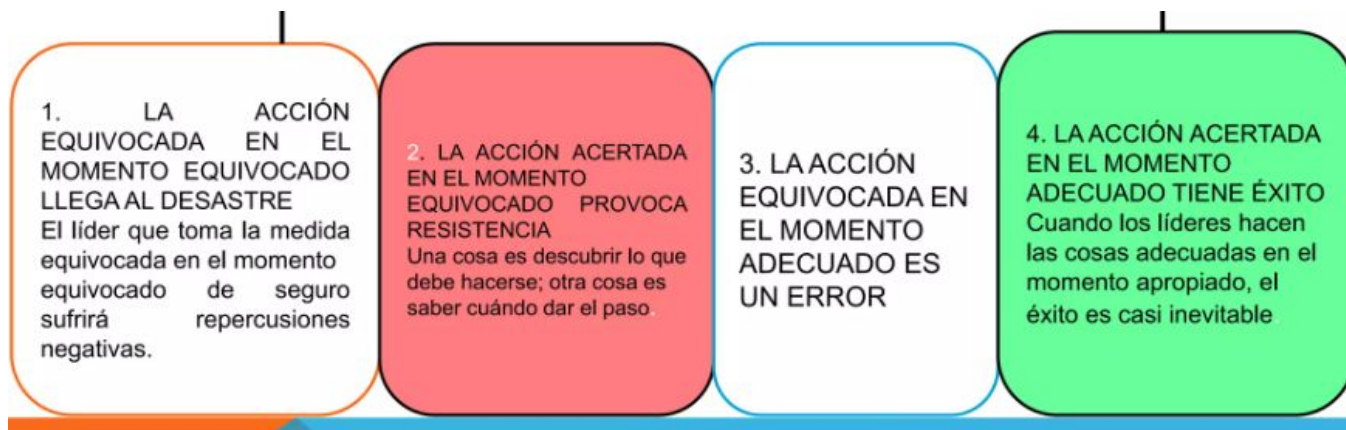 1. LA ACCIÓN
EQUIVOCADA EN EL
MOMENTO EQUIVOCADO
LLEGA AL DESASTRE
El líder que toma la medida
equivocada en el momento
equivocado de seguro
sufrirá repercusiones
negativas.
2. LA ACCIÓN ACERTADA
EN EL MOMENTO
EQUIVOCADO PROVOCA
RESISTENCIA
Una cosa es descubrir lo que
debe hacerse; otra cosa es
saber cuándo dar el paso.
3. LA ACCIÓN
EQUIVOCADA EN
EL MOMENTO
ADECUADO ES
UN ERROR
4. LA ACCIÓN ACERTADA
EN EL MOMENTO
ADECUADO TIENE ÉXITO
Cuando los líderes hacen
las cosas adecuadas en el
momento apropiado, el
éxito es casi inevitable.